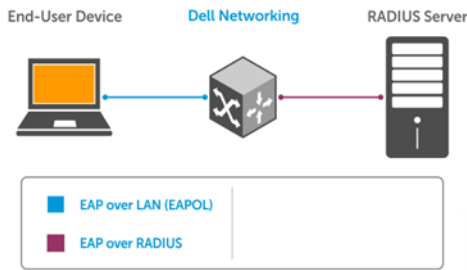 End-User Device
Dell Networking
RADIUS Server
EAP over LAN (EAPOL)
EAP over RADIUS